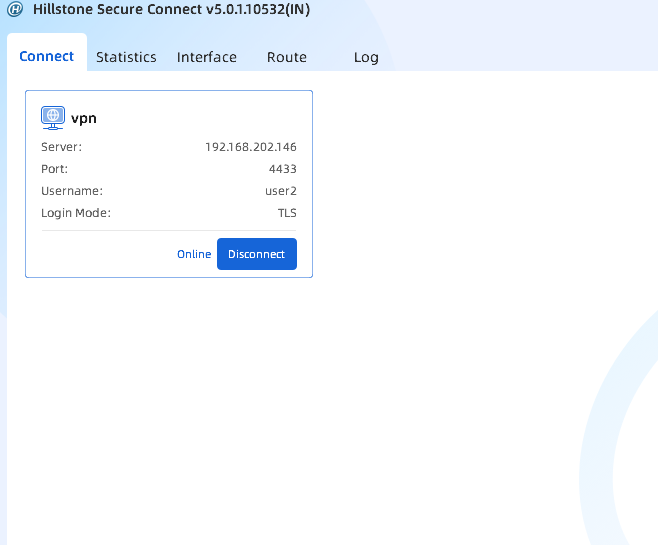 Hillstone Secure Connect v5.0.1.10532(IN)
Connect Statistics Interface Route Log
vpn
Server: 192.168.202.146
Port: 4433
Username: user2
Login Mode: TLS
Online Disconnect